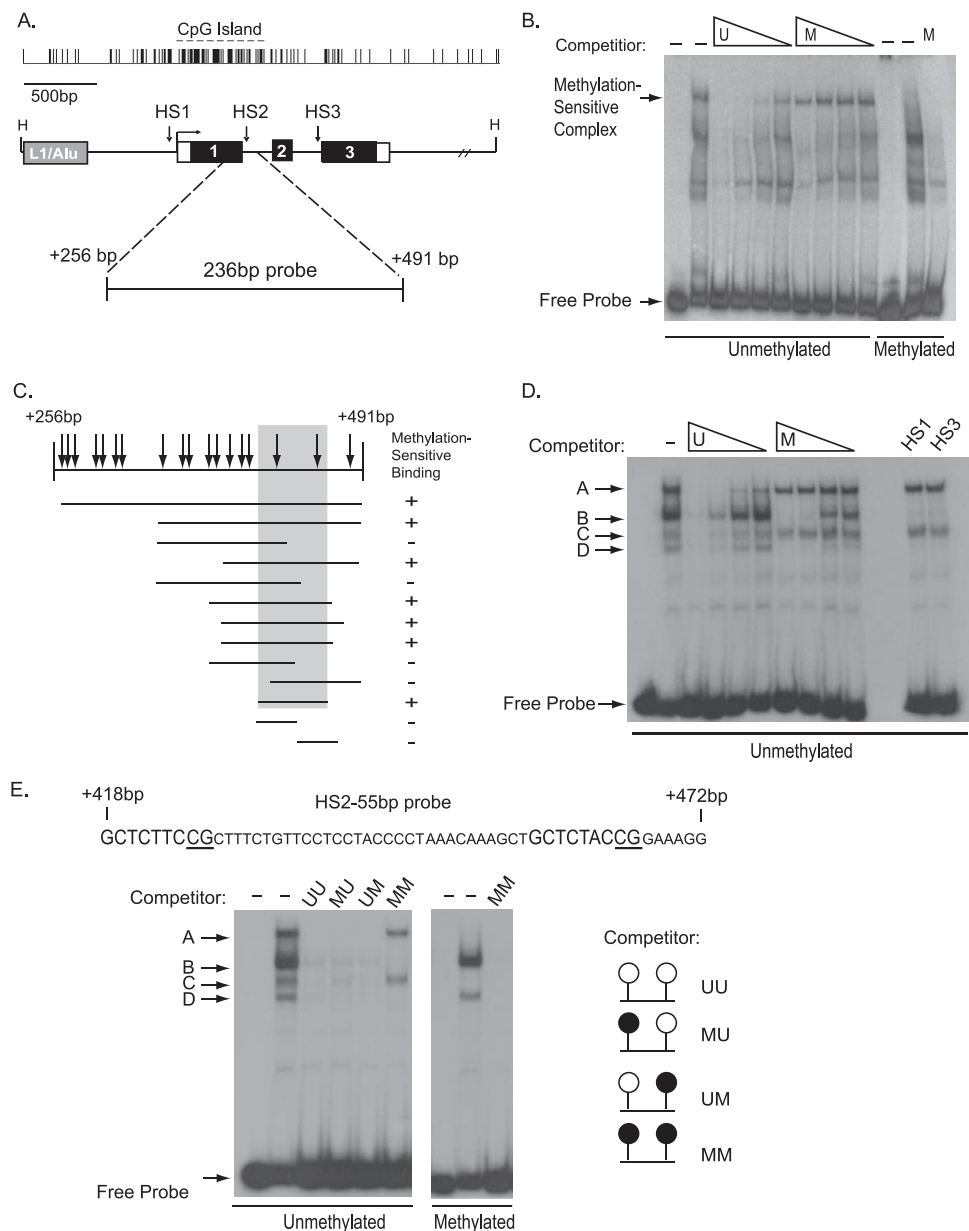 A.
CpG Island
500bp
HS1 HS2 HS3
H H
L1/Alu 1 2 3
+256 bp +491 bp
236bp probe
B.
Competitor: – – U M – – M
Methylation-
Sensitive
Complex
Free Probe
Unmethylated Methylated
C.
+256bp +491bp
Methylation-
Sensitive
Binding
+
+
-
+
-
+
+
+
-
-
+
-
-
D.
Competitor: – U M HS1 HS3
A
B
C
D
Free Probe
Unmethylated
E.
+418bp HS2-55bp probe +472bp
GCTCTTCCGCTTTCTGTTCCTCCTACCCCTAAACAAAGCTGCTCTACCGGAAAGG
Competitor: – – UU MU UM MM – – MM
A
B
C
D
Free Probe
Unmethylated Methylated
Competitor:
UU
MU
UM
MM